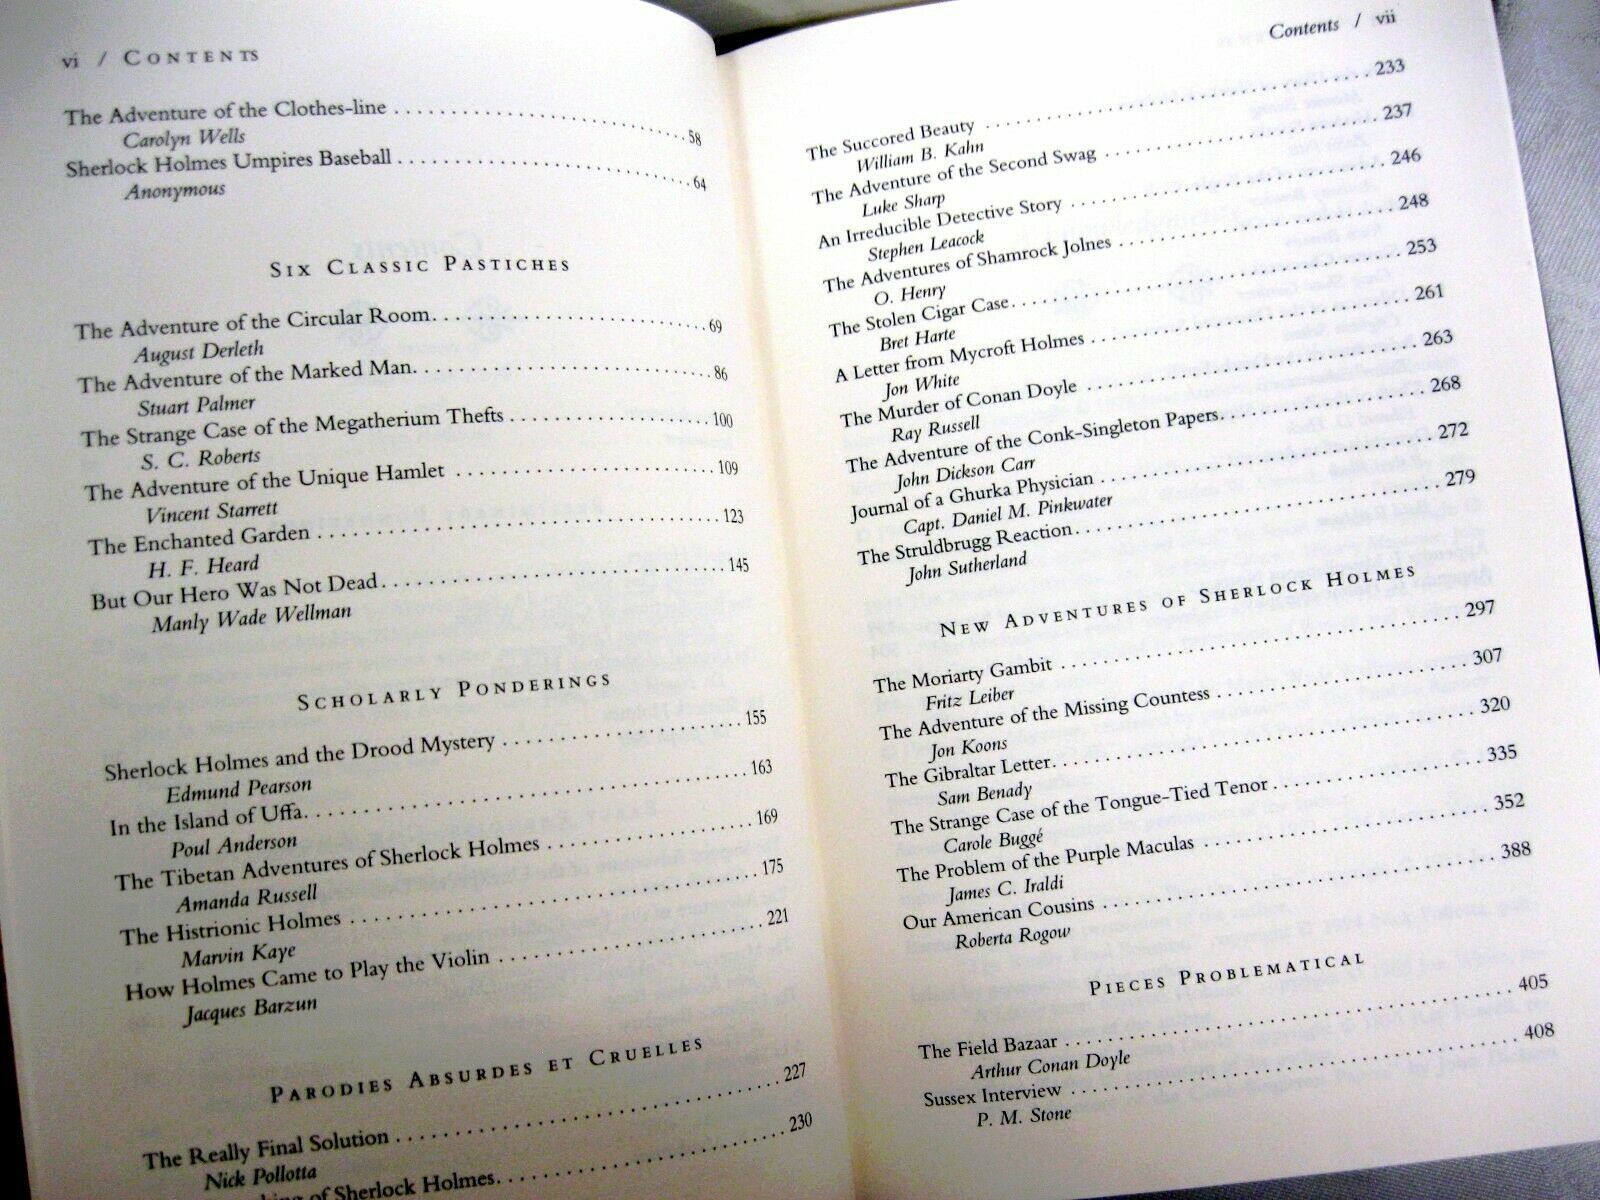 vi / CONTENTS
The Adventure of the Clothes-line . . . . . . . . . . . . . . . . . . . . . . . . . . . . 58
Carolyn Wells
Sherlock Holmes Umpires Baseball . . . . . . . . . . . . . . . . . . . . . . . . . . . 64
Anonymous
SIX CLASSIC PASTICHES
The Adventure of the Circular Room. . . . . . . . . . . . . . . . . . . . . . . . . 69
August Derleth
The Adventure of the Marked Man. . . . . . . . . . . . . . . . . . . . . . . . . . . 86
Stuart Palmer
The Strange Case of the Megatherium Thefts . . . . . . . . . . . . . . . . . . . . 100
S. C. Roberts
The Adventure of the Unique Hamlet . . . . . . . . . . . . . . . . . . . . . . . . . 109
Vincent Starrett
The Enchanted Garden . . . . . . . . . . . . . . . . . . . . . . . . . . . . . . . . . . . 123
H. F. Heard
But Our Hero Was Not Dead. . . . . . . . . . . . . . . . . . . . . . . . . . . . . . . 145
Manly Wade Wellman
SCHOLARLY PONDERINGS
Sherlock Holmes and the Drood Mystery . . . . . . . . . . . . . . . . . . . . . . 155
Edmund Pearson
In the Island of Uffa. . . . . . . . . . . . . . . . . . . . . . . . . . . . . . . . . . . . . 163
Poul Anderson
The Tibetan Adventures of Sherlock Holmes . . . . . . . . . . . . . . . . . . . . 169
Amanda Russell
The Histrionic Holmes . . . . . . . . . . . . . . . . . . . . . . . . . . . . . . . . . . . 175
Marvin Kaye
How Holmes Came to Play the Violin . . . . . . . . . . . . . . . . . . . . . . . . 221
Jacques Barzun
PARODIES ABSURDES ET CRUELLES
The Really Final Solution . . . . . . . . . . . . . . . . . . . . . . . . . . . . . . . . 227
Nick Pollotta
of Sherlock Holmes. . . . . . . . . . . . . . . . . . . . . . . . . 230
Contents / vii
The Succored Beauty . . . . . . . . . . . . . . . . . . . . . . . . . . . . . . . . . . . 233
William B. Kahn
The Adventure of the Second Swag . . . . . . . . . . . . . . . . . . . . . . . . . 237
Luke Sharp
An Irreducible Detective Story . . . . . . . . . . . . . . . . . . . . . . . . . . . . 246
Stephen Leacock
The Adventures of Shamrock Jolnes . . . . . . . . . . . . . . . . . . . . . . . . . 248
O. Henry
The Stolen Cigar Case. . . . . . . . . . . . . . . . . . . . . . . . . . . . . . . . . . . 253
Bret Harte
A Letter from Mycroft Holmes . . . . . . . . . . . . . . . . . . . . . . . . . . . . 261
Jon White
The Murder of Conan Doyle . . . . . . . . . . . . . . . . . . . . . . . . . . . . . 263
Ray Russell
The Adventure of the Conk-Singleton Papers. . . . . . . . . . . . . . . . . . . 268
John Dickson Carr
Journal of a Ghurka Physician . . . . . . . . . . . . . . . . . . . . . . . . . . . . 272
Capt. Daniel M. Pinkwater
The Struldbrugg Reaction. . . . . . . . . . . . . . . . . . . . . . . . . . . . . . . . 279
John Sutherland
NEW ADVENTURES OF SHERLOCK HOLMES
The Moriarty Gambit . . . . . . . . . . . . . . . . . . . . . . . . . . . . . . . . . . 297
Fritz Leiber
The Adventure of the Missing Countess . . . . . . . . . . . . . . . . . . . . . . 307
Jon Koons
The Gibraltar Letter. . . . . . . . . . . . . . . . . . . . . . . . . . . . . . . . . . . . 320
Sam Benady
The Strange Case of the Tongue-Tied Tenor . . . . . . . . . . . . . . . . . . . 335
Carole Buggé
The Problem of the Purple Maculas . . . . . . . . . . . . . . . . . . . . . . . . . 352
James C. Iraldi
Our American Cousins . . . . . . . . . . . . . . . . . . . . . . . . . . . . . . . . . 388
Roberta Rogow
PIECES PROBLEMATICAL
The Field Bazaar . . . . . . . . . . . . . . . . . . . . . . . . . . . . . . . . . . . . . 405
Arthur Conan Doyle
Sussex Interview . . . . . . . . . . . . . . . . . . . . . . . . . . . . . . . . . . . . . 408
P. M. Stone